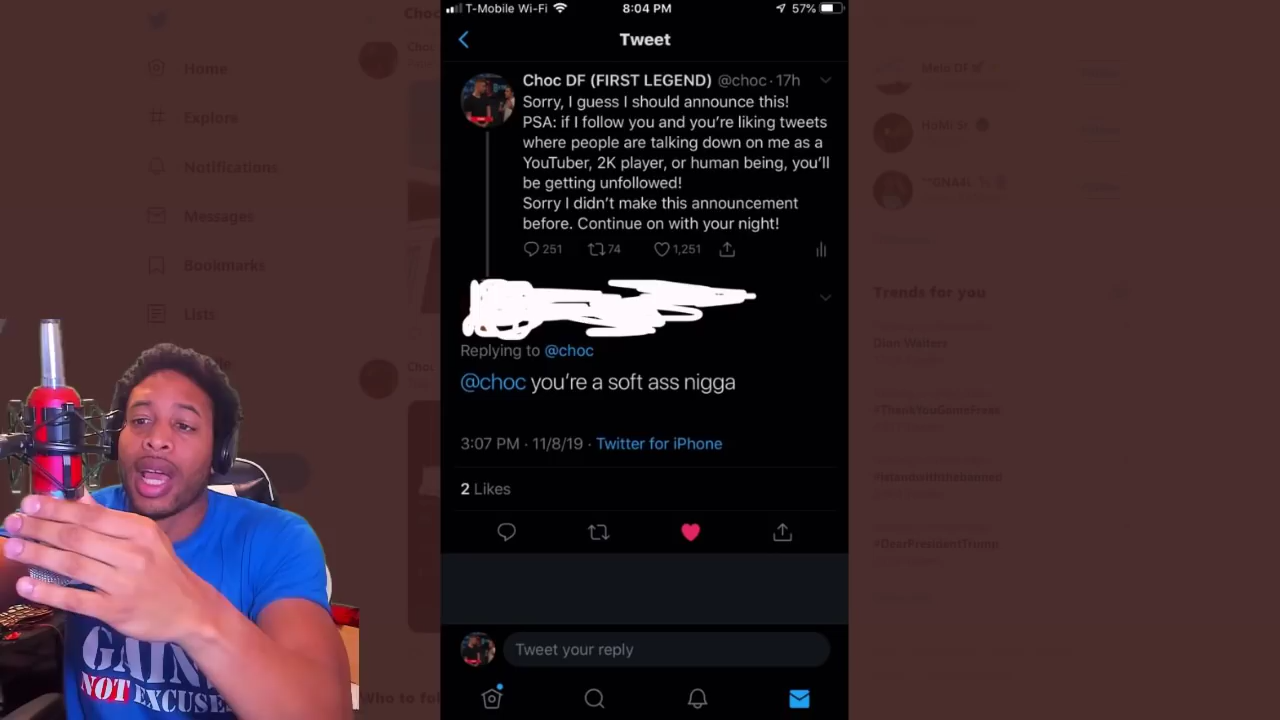 T-Mobile Wi-Fi 8:04 PM 57%
Tweet
Choc DF (FIRST LEGEND) @choc · 17h
Sorry, I guess I should announce this!
PSA: if I follow you and you're liking tweets
where people are talking down on me as a
YouTuber, 2K player, or human being, you'll
be getting unfollowed!
Sorry I didn't make this announcement
before. Continue on with your night!
251 74 1,251
Replying to @choc
@choc you're a soft ass nigga
3:07 PM · 11/8/19 · Twitter for iPhone
2 Likes
Tweet your reply
Home
Explore
Notifications
Messages
Bookmarks
Lists
Trends for you
Dion Waiters
#DearPresidentTrump
Who to fol
GAIN
NOT EXCUSES